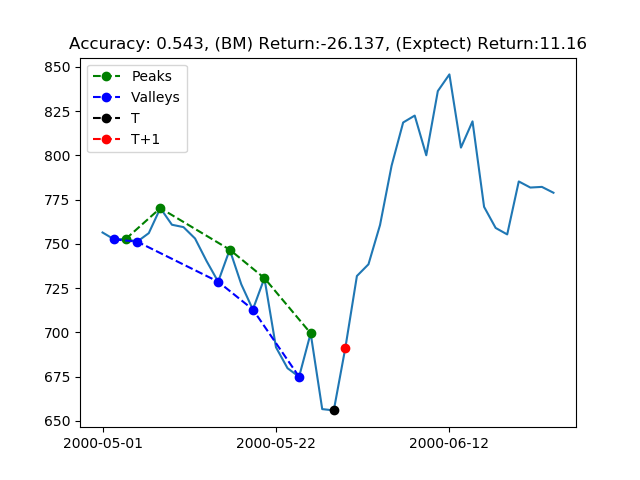 Accuracy: 0.543, (BM) Return:-26.137, (Exptect) Return:11.16
850
825
800
775
750
725
700
675
650
Peaks
Valleys
T
T+1
2000-05-01
2000-05-22
2000-06-12